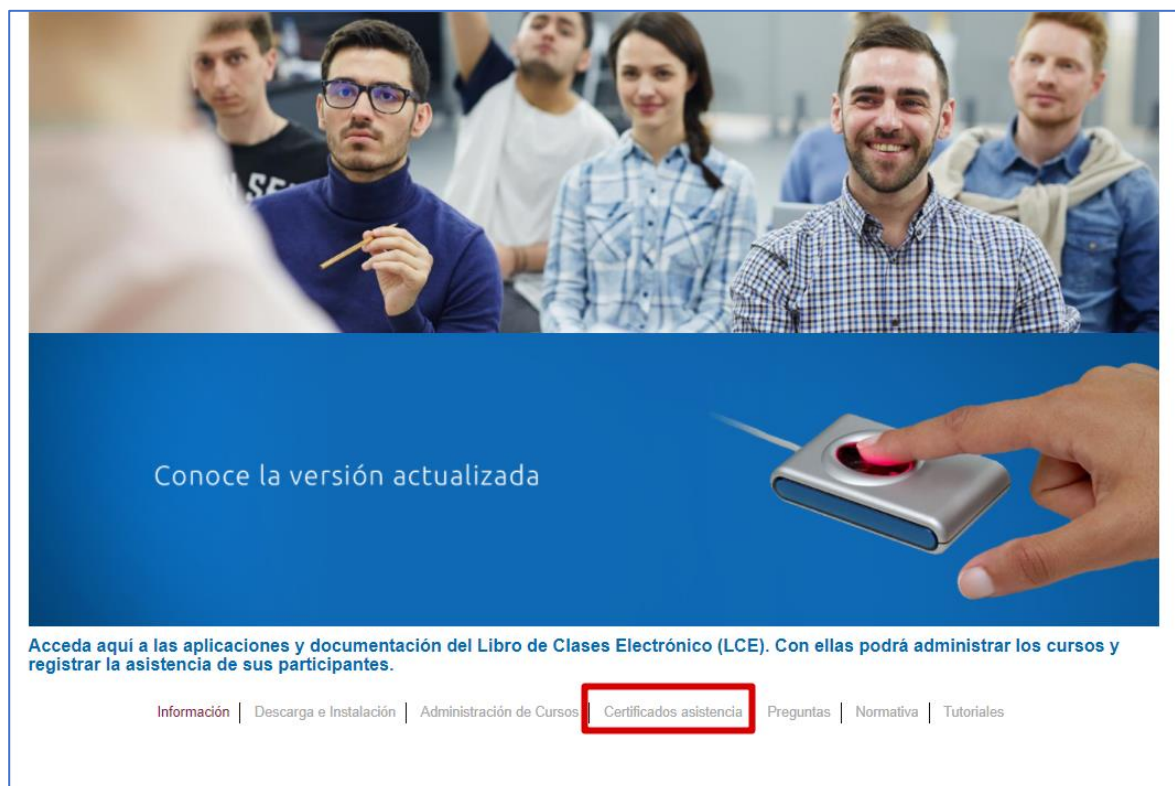 Conoce la versión actualizada
Acceda aquí a las aplicaciones y documentación del Libro de Clases Electrónico (LCE). Con ellas podrá administrar los cursos y
registrar la asistencia de sus participantes.
Información | Descarga e Instalación | Administración de Cursos | Certificados asistencia Preguntas | Normativa | Tutoriales